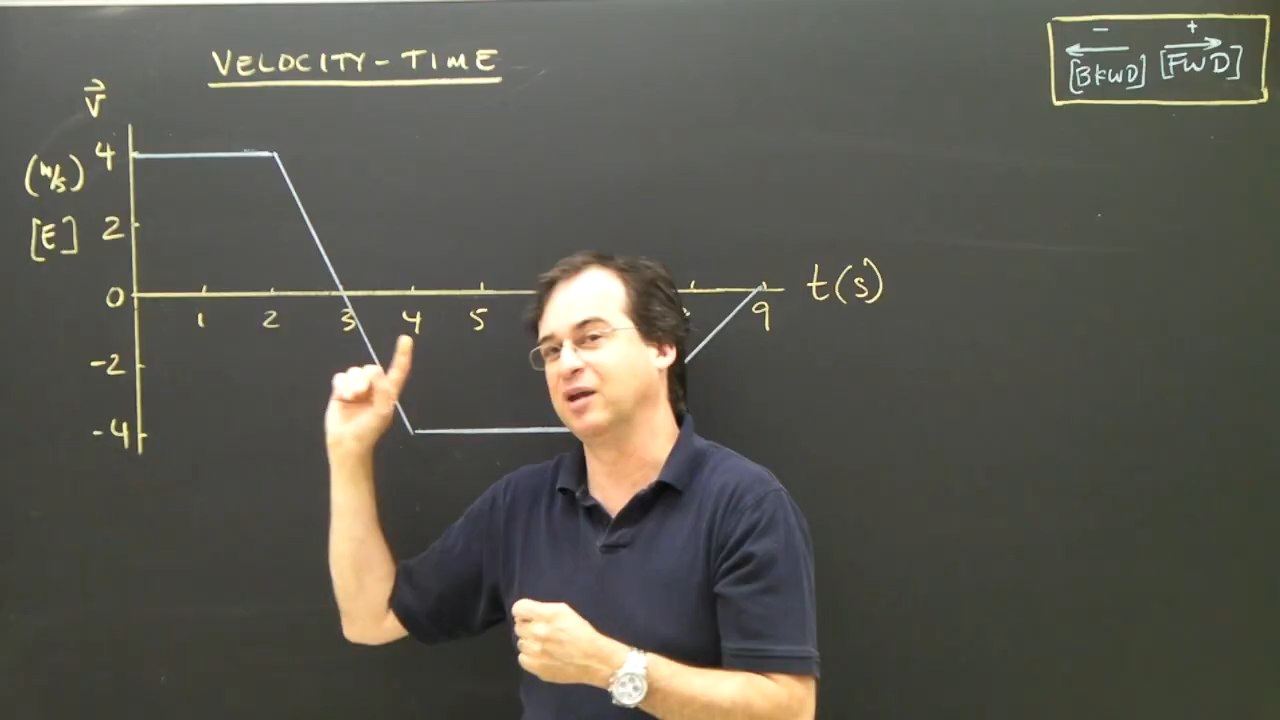 VELOCITY-TIME
- +
[BKWD] [FWD]
v
(m/s)
[E]
4
2
0
-2
-4
1 2 3 4 5 9
t(s)